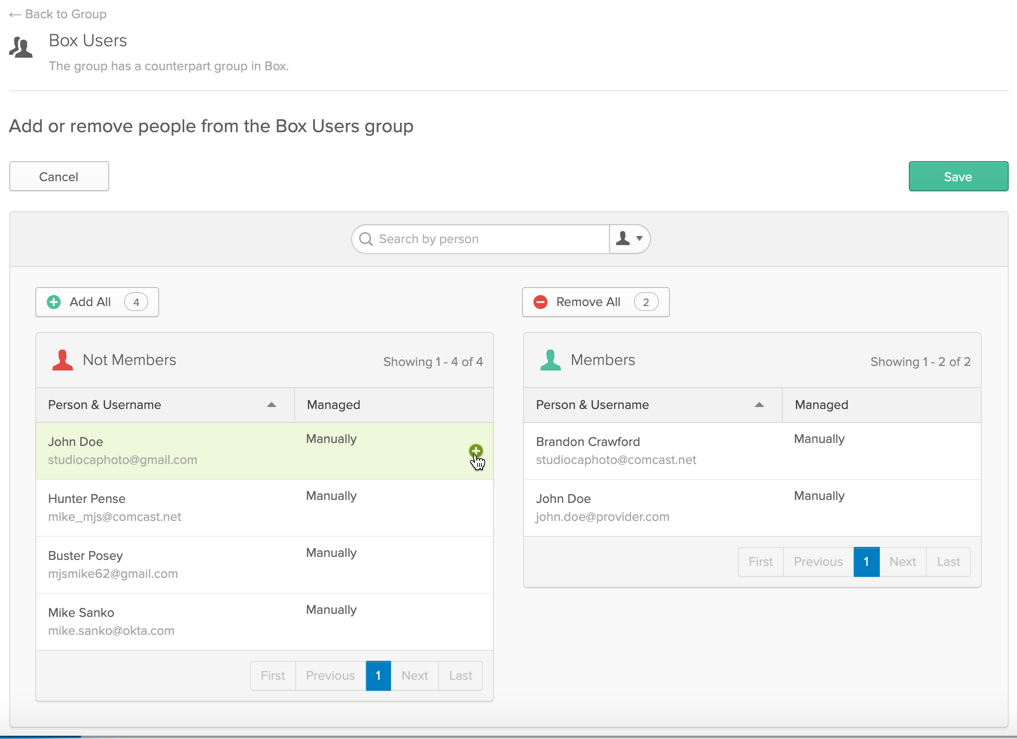 ← Back to Group
Box Users
The group has a counterpart group in Box.
Add or remove people from the Box Users group
Cancel
Save
Search by person
Add All 4
Remove All 2
Not Members
Showing 1 - 4 of 4
Person & Username
Managed
John Doe
Manually
studiocaphoto@gmail.com
Hunter Pense
Manually
mike_mjs@comcast.net
Buster Posey
Manually
mjsmike62@gmail.com
Mike Sanko
Manually
mike.sanko@okta.com
First Previous 1 Next Last
Members
Showing 1 - 2 of 2
Person & Username
Managed
Brandon Crawford
Manually
studiocaphoto@comcast.net
John Doe
Manually
john.doe@provider.com
First Previous 1 Next Last